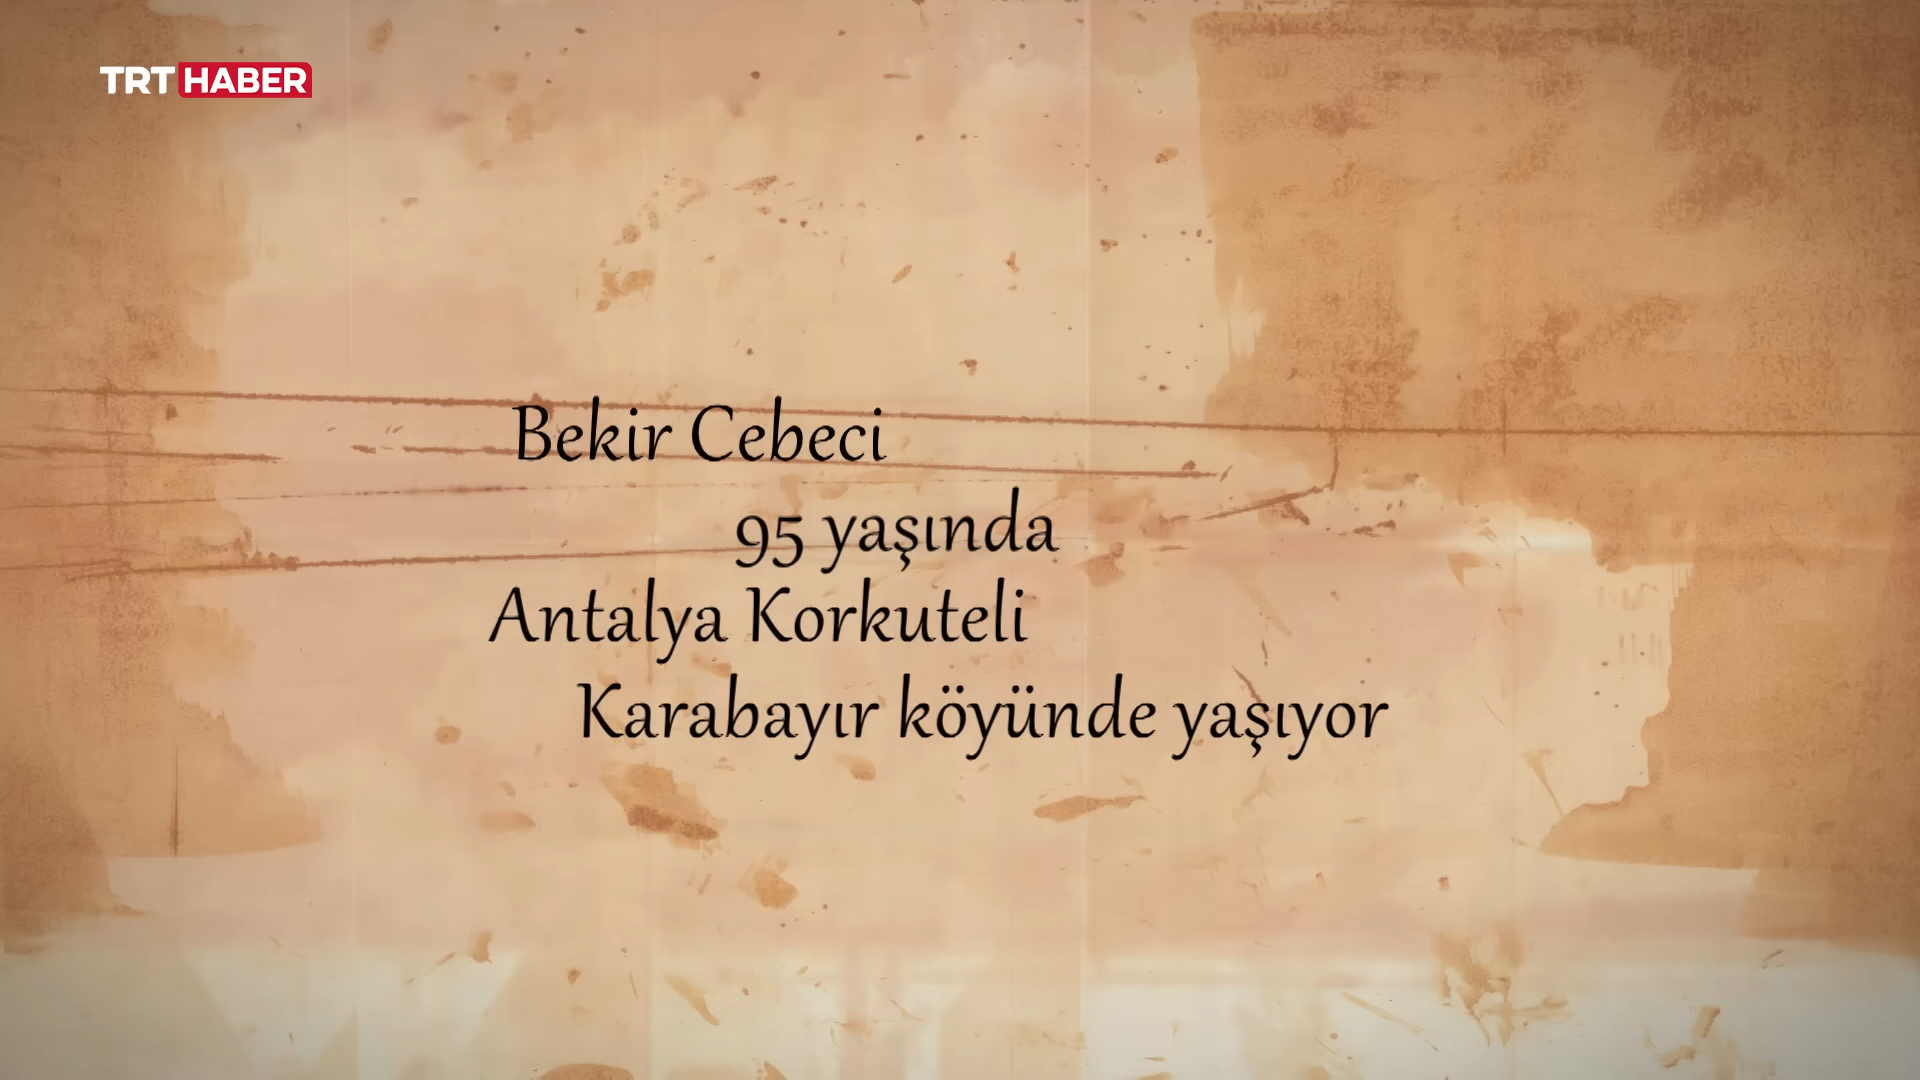 TRT HABER
Bekir Cebeci
95 yaşında
Antalya Korkuteli
Karabayır köyünde yaşıyor